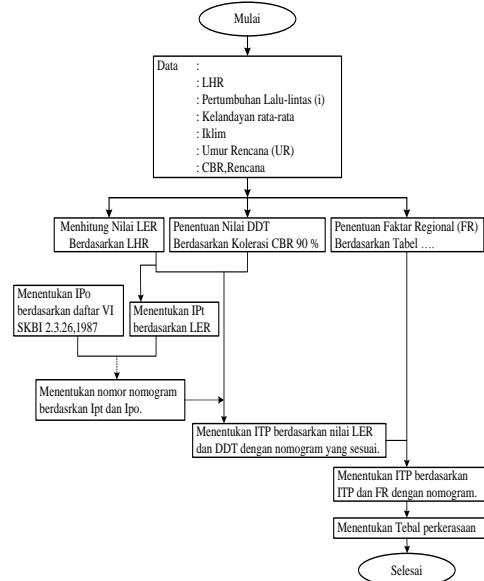 Mulai
Data :
: LHR
: Pertumbuhan Lalu-lintas (i)
: Kelandayan rata-rata
: Iklim
: Umur Rencana (UR)
: CBR,Rencana
Menhitung Nilai LER
Berdasarkan LHR
Penentuan Nilai DDT
Berdasarkan Kolerasi CBR 90 %
Penentuan Faktar Regional (FR)
Berdasarkan Tabel ....
Menentukan IPo
berdasarkan daftar VI
SKBI 2.3.26,1987
Menentukan IPt
berdasarkan LER
Menentukan nomor nomogram
berdasrkan Ipt dan Ipo.
Menentukan ITP berdasarkan nilai LER
dan DDT dengan nomogram yang sesuai.
Menentukan ITP berdasarkan
ITP dan FR dengan nomogram.
Menentukan Tebal perkerasaan
Selesai